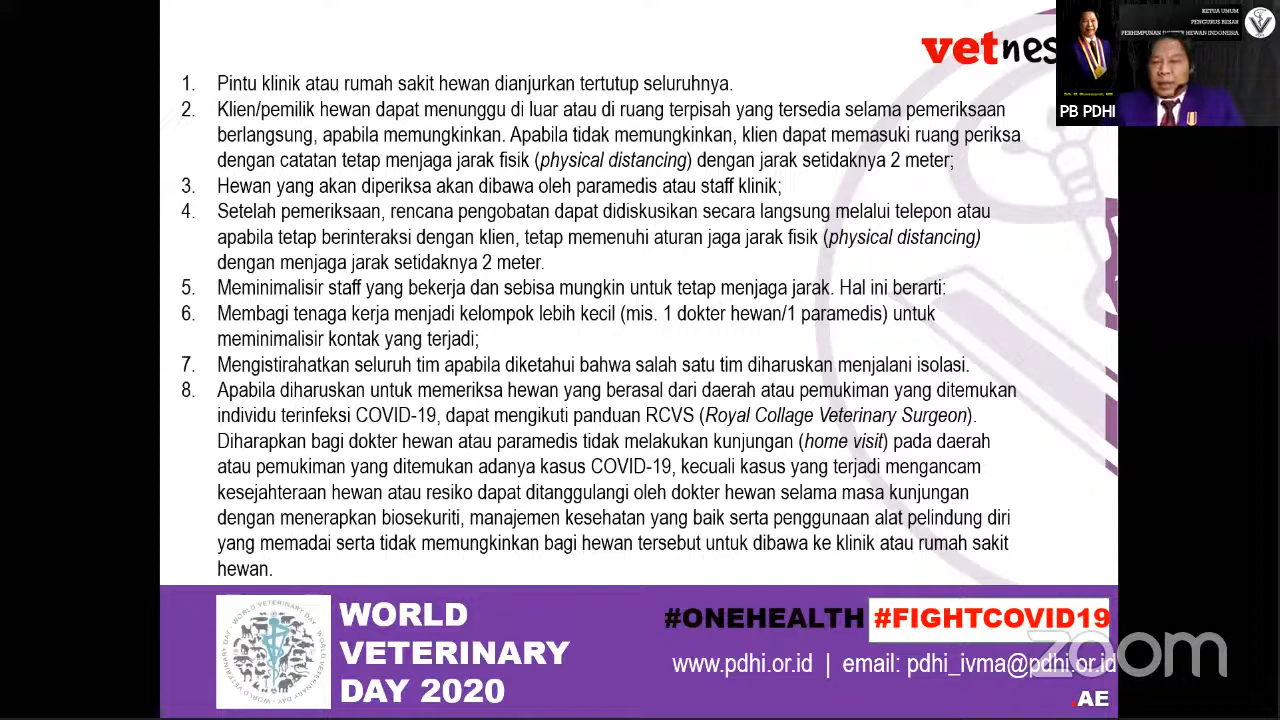 vetnes
KETUA UMUM
PENGURUS BESAR
PERHIMPUNAN DOKTER HEWAN INDONESIA
PB PDHI
1. Pintu klinik atau rumah sakit hewan dianjurkan tertutup seluruhnya.
2. Klien/pemilik hewan dapat menunggu di luar atau di ruang terpisah yang tersedia selama pemeriksaan
berlangsung, apabila memungkinkan. Apabila tidak memungkinkan, klien dapat memasuki ruang periksa
dengan catatan tetap menjaga jarak fisik (physical distancing) dengan jarak setidaknya 2 meter;
3. Hewan yang akan diperiksa akan dibawa oleh paramedis atau staff klinik;
4. Setelah pemeriksaan, rencana pengobatan dapat didiskusikan secara langsung melalui telepon atau
apabila tetap berinteraksi dengan klien, tetap memenuhi aturan jaga jarak fisik (physical distancing)
dengan menjaga jarak setidaknya 2 meter.
5. Meminimalisir staff yang bekerja dan sebisa mungkin untuk tetap menjaga jarak. Hal ini berarti:
6. Membagi tenaga kerja menjadi kelompok lebih kecil (mis. 1 dokter hewan/1 paramedis) untuk
meminimalisir kontak yang terjadi;
7. Mengistirahatkan seluruh tim apabila diketahui bahwa salah satu tim diharuskan menjalani isolasi.
8. Apabila diharuskan untuk memeriksa hewan yang berasal dari daerah atau pemukiman yang ditemukan
individu terinfeksi COVID-19, dapat mengikuti panduan RCVS (Royal Collage Veterinary Surgeon).
Diharapkan bagi dokter hewan atau paramedis tidak melakukan kunjungan (home visit) pada daerah
atau pemukiman yang ditemukan adanya kasus COVID-19, kecuali kasus yang terjadi mengancam
kesejahteraan hewan atau resiko dapat ditanggulangi oleh dokter hewan selama masa kunjungan
dengan menerapkan biosekuriti, manajemen kesehatan yang baik serta penggunaan alat pelindung diri
yang memadai serta tidak memungkinkan bagi hewan tersebut untuk dibawa ke klinik atau rumah sakit
hewan.
WORLD
VETERINARY
DAY 2020
#ONEHEALTH #FIGHTCOVID19
www.pdhi.or.id | email: pdhi_ivma@pdhi.or.id
.AE
zoom